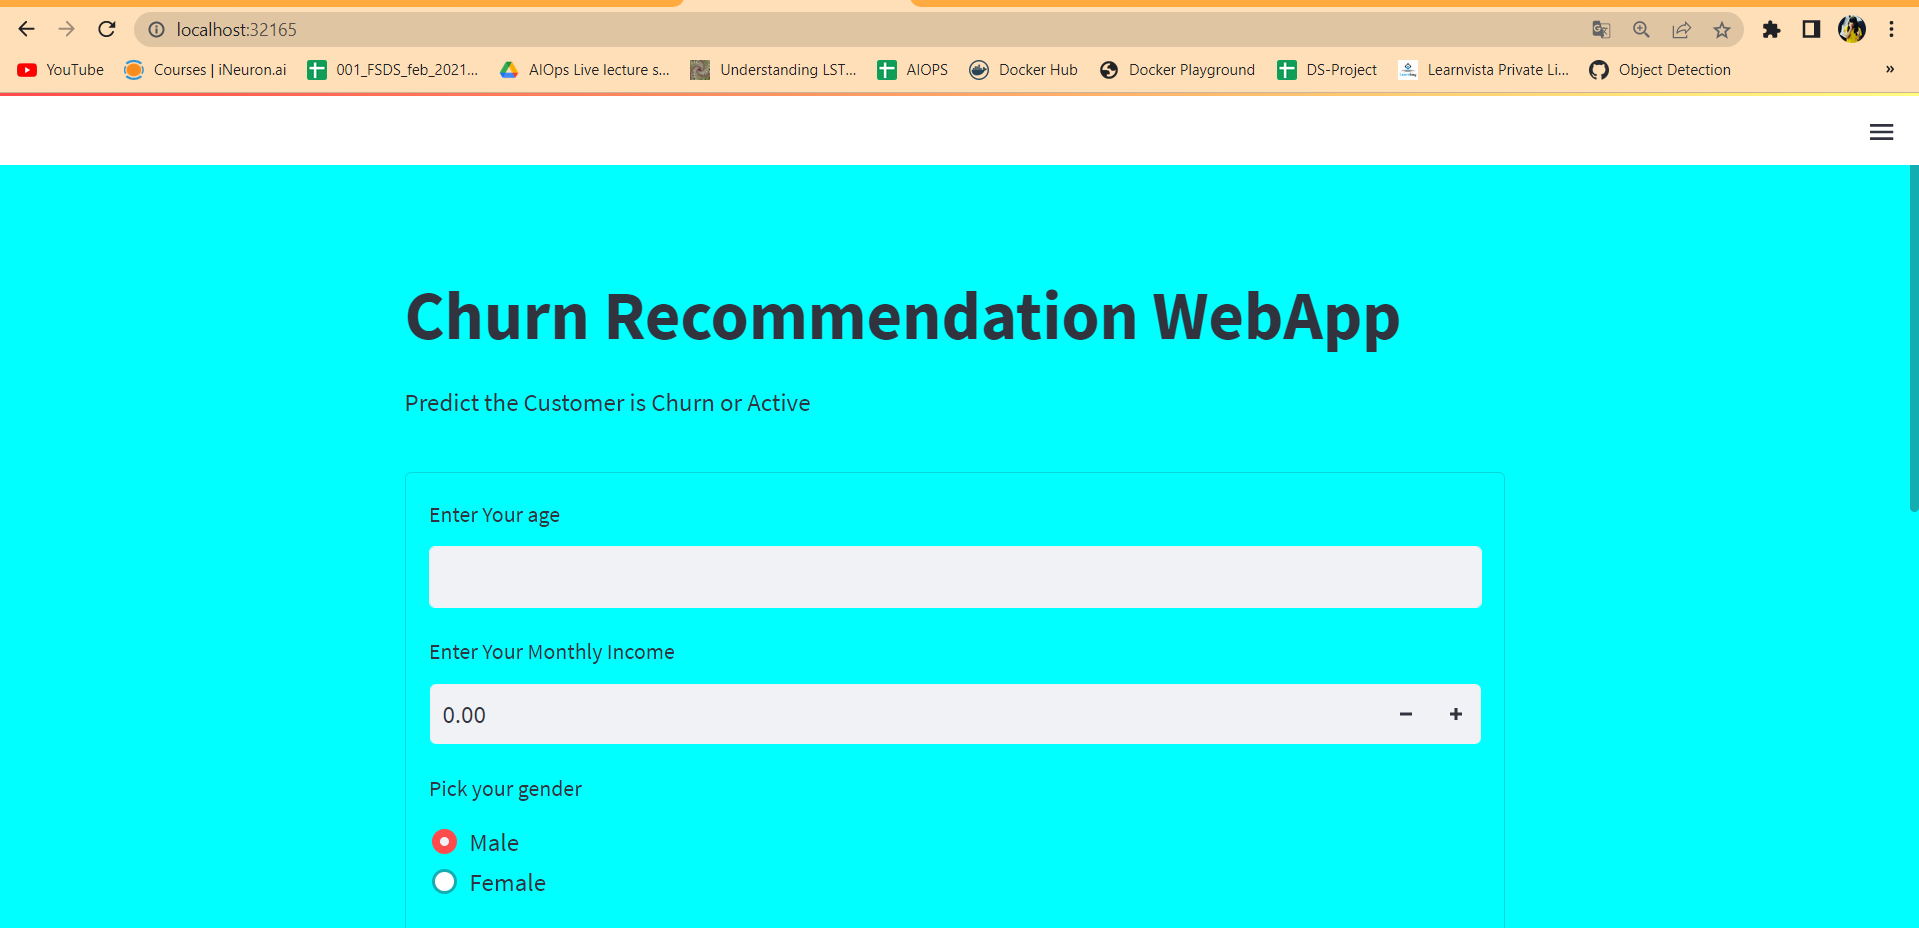 localhost:32165
YouTube Courses | iNeuron.ai 001_FSDS_feb_2021... AIOps Live lecture s... Understanding LST... AIOPS Docker Hub Docker Playground DS-Project Learnvista Private Li... Object Detection »
Churn Recommendation WebApp
Predict the Customer is Churn or Active
Enter Your age
Enter Your Monthly Income
0.00
Pick your gender
Male
Female